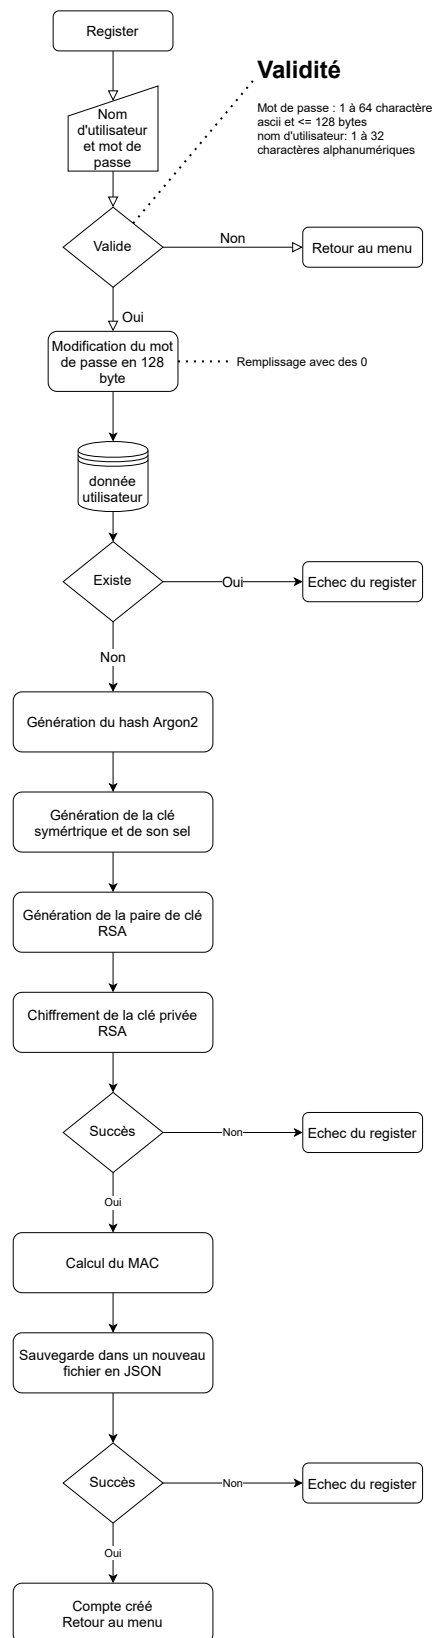 Register
Validité
Mot de passe : 1 à 64 charactère
ascii et <= 128 bytes
nom d'utilisateur: 1 à 32
charactères alphanumériques
Nom
d'utilisateur
et mot de
passe
Valide
Non
Retour au menu
Oui
Modification du mot
de passe en 128
byte
Remplissage avec des 0
donnée
utilisateur
Existe
Oui
Echec du register
Non
Génération du hash Argon2
Génération de la clé
symértrique et de son sel
Génération de la paire de clé
RSA
Chiffrement de la clé privée
RSA
Succès
Non
Echec du register
Oui
Calcul du MAC
Sauvegarde dans un nouveau
fichier en JSON
Succès
Non
Echec du register
Oui
Compte créé
Retour au menu